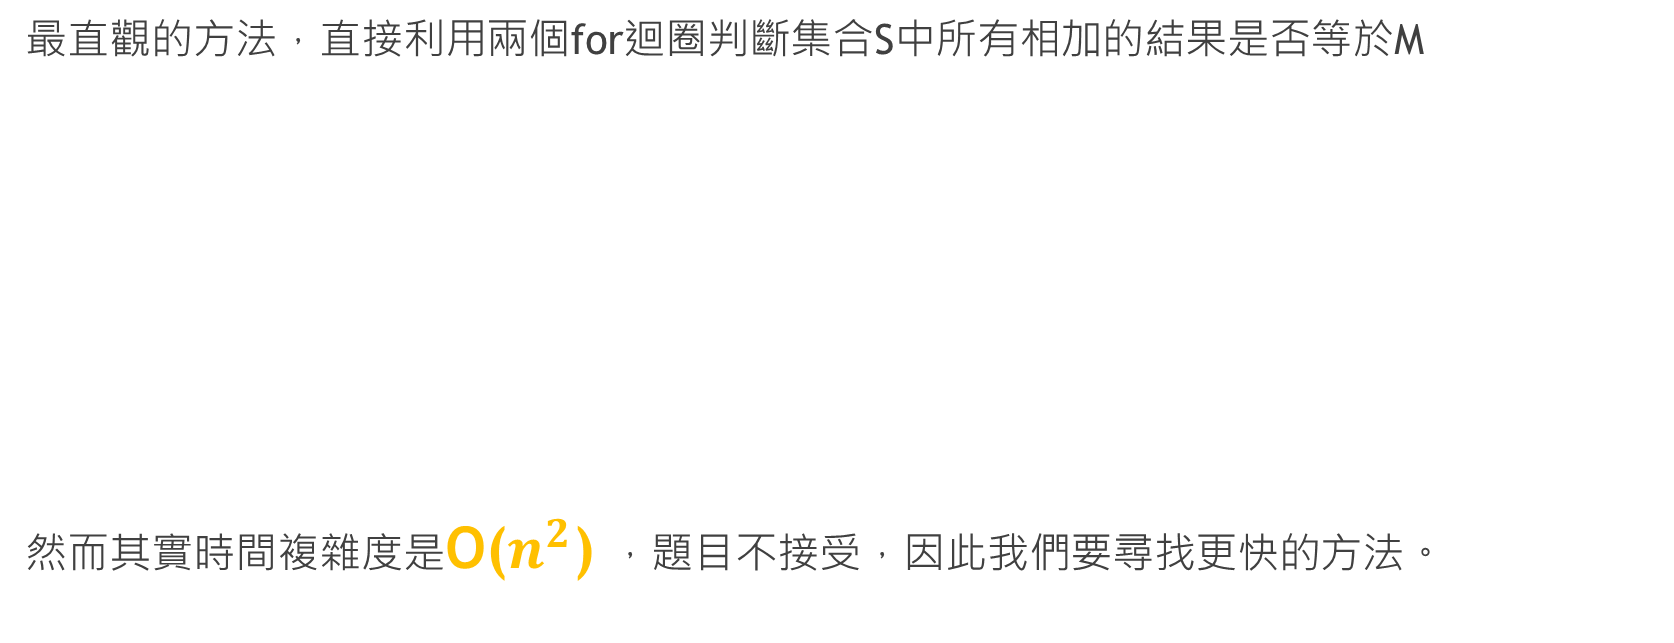 最直觀的方法，直接利用兩個for迴圈判斷集合S中所有相加的結果是否等於M
然而其實時間複雜度是O(n²) ，題目不接受，因此我們要尋找更快的方法。